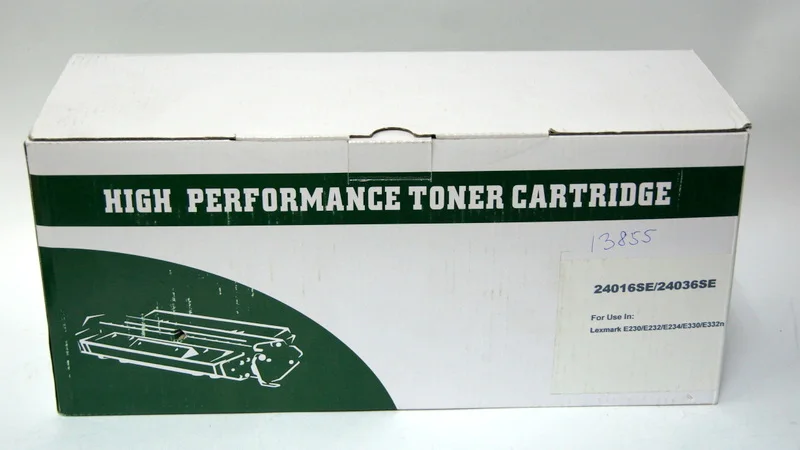 HIGH PERFORMANCE TONER CARTRIDGE
13855
24016SE/24036SE
For Use In:
Lexmark E230/E232/E234/E330/E332n